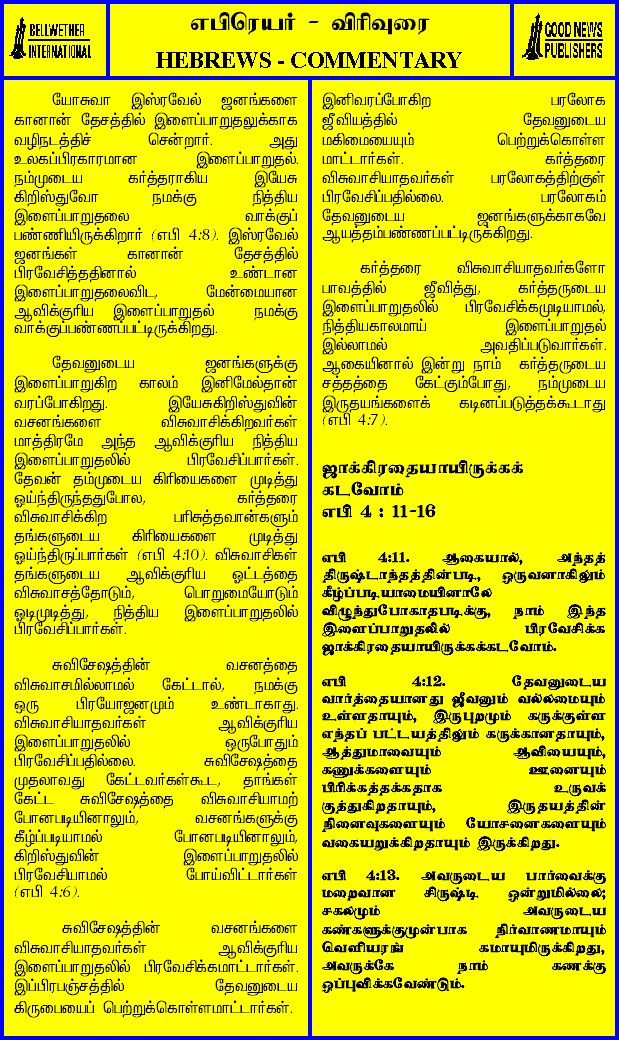 BELLWETHER
INTERNATIONAL
எபிரெயர் - விரிவுரை
HEBREWS - COMMENTARY
GOOD NEWS
PUBLISHERS
யோசுவா இஸ்ரவேல் ஜனங்களை
கானான் தேசத்தில் இளைப்பாறுதலுக்காக
வழிநடத்திச் சென்றார். அது
உலகப்பிரகாரமான இளைப்பாறுதல்.
நம்முடைய கர்த்தராகிய இயேசு
கிறிஸ்துவோ நமக்கு நித்திய
இளைப்பாறுதலை வாக்குப்
பண்ணியிருக்கிறார் (எபி 4:8). இஸ்ரவேல்
ஜனங்கள் கானான் தேசத்தில்
பிரவேசித்ததினால் உண்டான
இளைப்பாறுதலைவிட, மேன்மையான
ஆவிக்குரிய இளைப்பாறுதல் நமக்கு
வாக்குப்பண்ணப்பட்டிருக்கிறது.
தேவனுடைய ஜனங்களுக்கு
இளைப்பாறுகிற காலம் இனிமேல்தான்
வரப்போகிறது. இயேசுகிறிஸ்துவின்
வசனங்களை விசுவாசிக்கிறவர்கள்
மாத்திரமே அந்த ஆவிக்குரிய நித்திய
இளைப்பாறுதலில் பிரவேசிப்பார்கள்.
தேவன் தம்முடைய கிரியைகளை முடித்து
ஓய்ந்திருந்ததுபோல, கர்த்தரை
விசுவாசிக்கிற பரிசுத்தவான்களும்
தங்களுடைய கிரியைகளை முடித்து
ஓய்ந்திருப்பார்கள் (எபி 4:10). விசுவாசிகள்
தங்களுடைய ஆவிக்குரிய ஓட்டத்தை
விசுவாசத்தோடும், பொறுமையோடும்
ஓடிமுடித்து, நித்திய இளைப்பாறுதலில்
பிரவேசிப்பார்கள்.
சுவிசேஷத்தின் வசனத்தை
விசுவாசமில்லாமல் கேட்டால், நமக்கு
ஒரு பிரயோஜனமும் உண்டாகாது.
விசுவாசியாதவர்கள் ஆவிக்குரிய
இளைப்பாறுதலில் ஒருபோதும்
பிரவேசிப்பதில்லை. சுவிசேஷத்தை
முதலாவது கேட்டவர்கள்கூட, தாங்கள்
கேட்ட சுவிசேஷத்தை விசுவாசியாமற்
போனபடியினாலும், வசனங்களுக்கு
கீழ்ப்படியாமல் போனபடியினாலும்,
கிறிஸ்துவின் இளைப்பாறுதலில்
பிரவேசியாமல் போய்விட்டார்கள்
(எபி 4:6).
சுவிசேஷத்தின் வசனங்களை
விசுவாசியாதவர்கள் ஆவிக்குரிய
இளைப்பாறுதலில் பிரவேசிக்கமாட்டார்கள்.
இப்பிரபஞ்சத்தில் தேவனுடைய
கிருபையைப் பெற்றுக்கொள்ளமாட்டார்கள்.
இனிவரப்போகிற பரலோக
ஜீவியத்தில் தேவனுடைய
மகிமையையும் பெற்றுக்கொள்ள
மாட்டார்கள். கர்த்தரை
விசுவாசியாதவர்கள் பரலோகத்திற்குள்
பிரவேசிப்பதில்லை. பரலோகம்
தேவனுடைய ஜனங்களுக்காகவே
ஆயத்தம்பண்ணப்பட்டிருக்கிறது.
கர்த்தரை விசுவாசியாதவர்களோ
பாவத்தில் ஜீவித்து, கர்த்தருடைய
இளைப்பாறுதலில் பிரவேசிக்கமுடியாமல்,
நித்தியகாலமாய் இளைப்பாறுதல்
இல்லாமல் அவதிப்படுவார்கள்.
ஆகையினால் இன்று நாம் கர்த்தருடைய
சத்தத்தை கேட்கும்போது, நம்முடைய
இருதயங்களைக் கடினப்படுத்தக்கூடாது
(எபி 4:7).
ஜாக்கிரதையாயிருக்கக்
கடவோம்
எபி 4 : 11-16
எபி 4:11. ஆகையால், அந்தத்
திருஷ்டாந்தத்தின்படி, ஒருவனாகிலும்
கீழ்ப்படியாமையினாலே
விழுந்துபோகாதபடிக்கு, நாம் இந்த
இளைப்பாறுதலில் பிரவேசிக்க
ஜாக்கிரதையாயிருக்கக்கடவோம்.
எபி 4:12. தேவனுடைய
வார்த்தையானது ஜீவனும் வல்லமையும்
உள்ளதாயும், இருபுறமும் கருக்குள்ள
எந்தப் பட்டயத்திலும் கருக்கானதாயும்,
ஆத்துமாவையும் ஆவியையும்,
கணுக்களையும் ஊனையும்
பிரிக்கத்தக்கதாக உருவக்
குத்துகிறதாயும், இருதயத்தின்
நினைவுகளையும் யோசனைகளையும்
வகையறுக்கிறதாயும் இருக்கிறது.
எபி 4:13. அவருடைய பார்வைக்கு
மறைவான சிருஷ்டி ஒன்றுமில்லை;
சகலமும் அவருடைய
கண்களுக்குமுன்பாக நிர்வாணமாயும்
வெளியரங் கமாயுமிருக்கிறது,
அவருக்கே நாம் கணக்கு
ஒப்புவிக்கவேண்டும்.